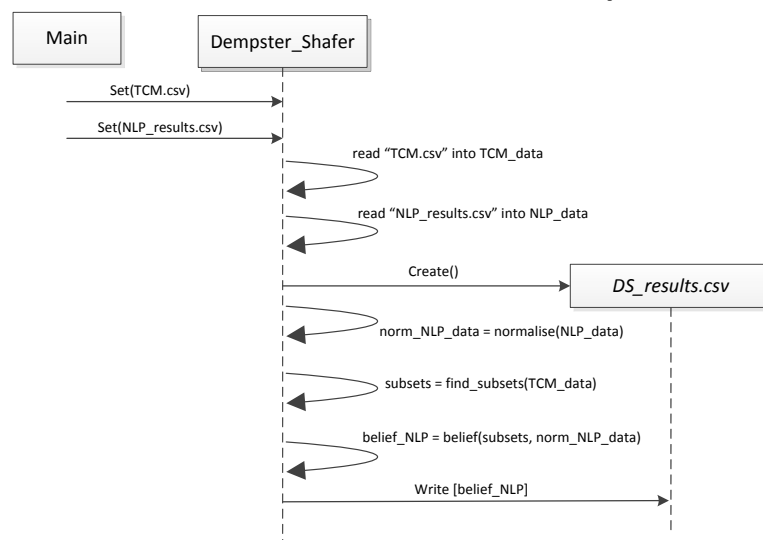 Main
Dempster_Shafer
Set(TCM.csv)
Set(NLP_results.csv)
read “TCM.csv” into TCM_data
read “NLP_results.csv” into NLP_data
Create()
DS_results.csv
norm_NLP_data = normalise(NLP_data)
subsets = find_subsets(TCM_data)
belief_NLP = belief(subsets, norm_NLP_data)
Write [belief_NLP]